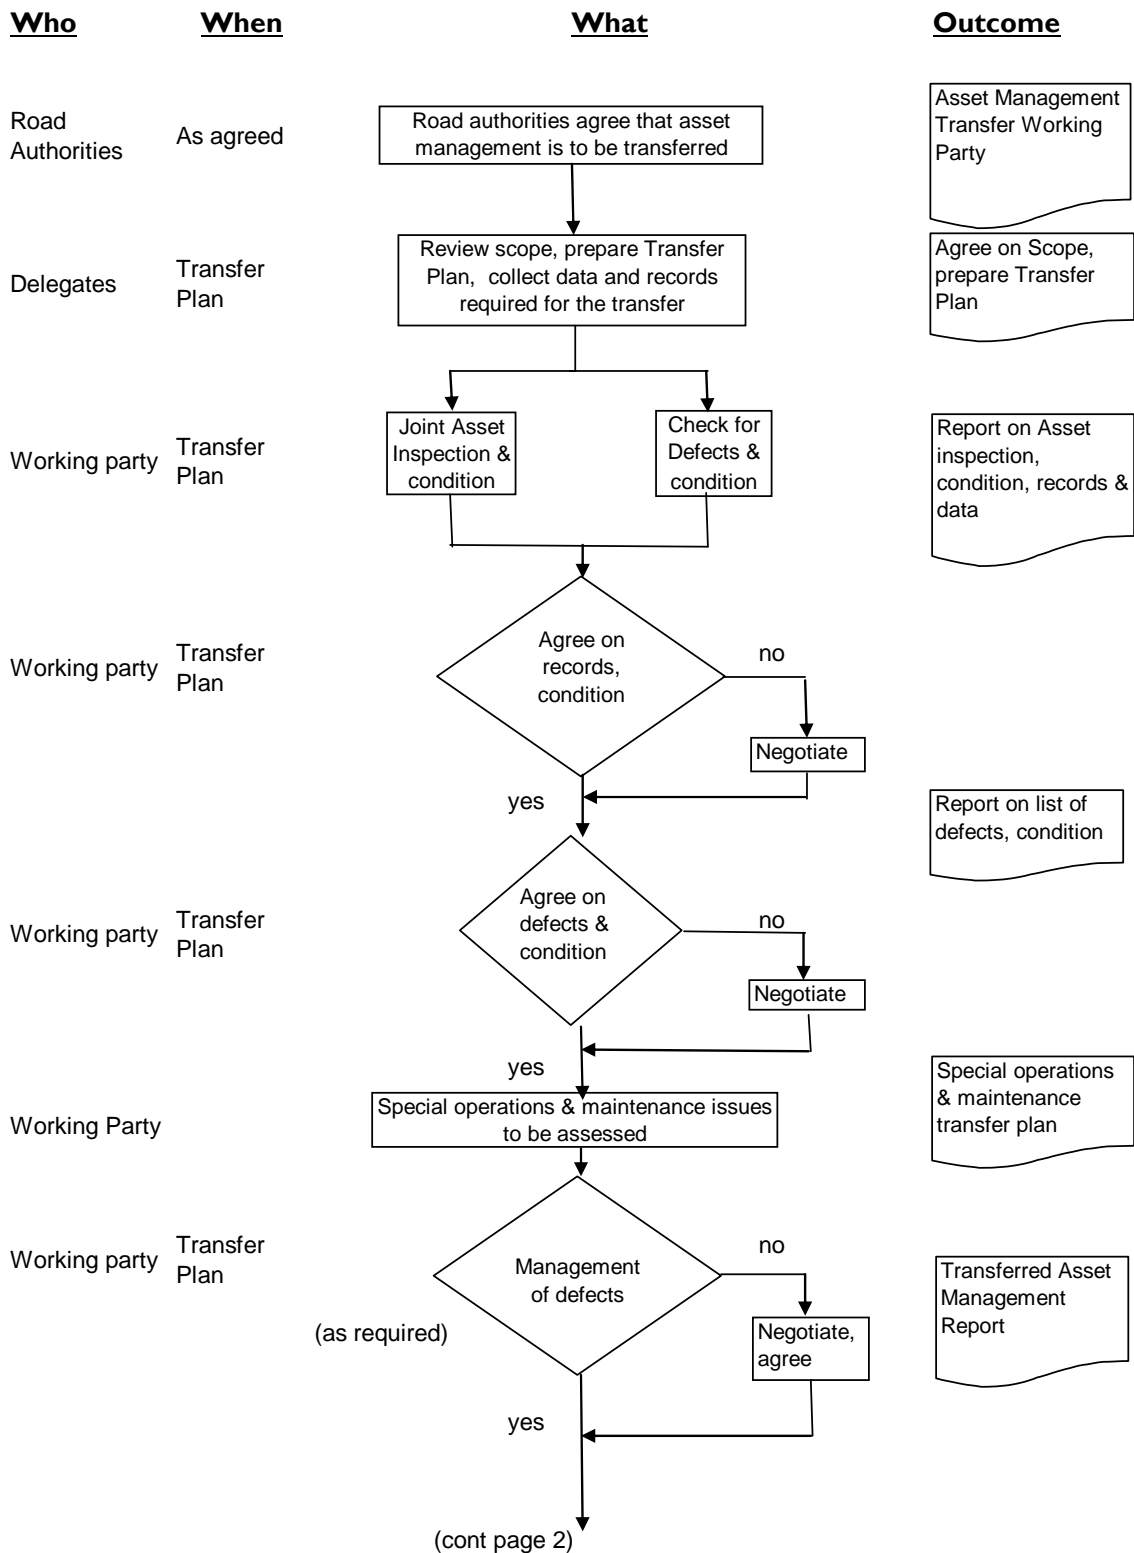 Who When What Outcome
Road
Authorities
As agreed
Road authorities agree that asset
management is to be transferred
Asset Management
Transfer Working
Party
Delegates
Transfer
Plan
Review scope, prepare Transfer
Plan, collect data and records
required for the transfer
Agree on Scope,
prepare Transfer
Plan
Working party
Transfer
Plan
Joint Asset
Inspection &
condition
Check for
Defects &
condition
Report on Asset
inspection,
condition, records &
data
Working party
Transfer
Plan
Agree on
records,
condition
no
Negotiate
yes
Report on list of
defects, condition
Working party
Transfer
Plan
Agree on
defects &
condition
no
Negotiate
yes
Working Party
Special operations & maintenance issues
to be assessed
Special operations
& maintenance
transfer plan
Working party
Transfer
Plan
(as required)
Management
of defects
no
Negotiate,
agree
Transferred Asset
Management
Report
yes
(cont page 2)